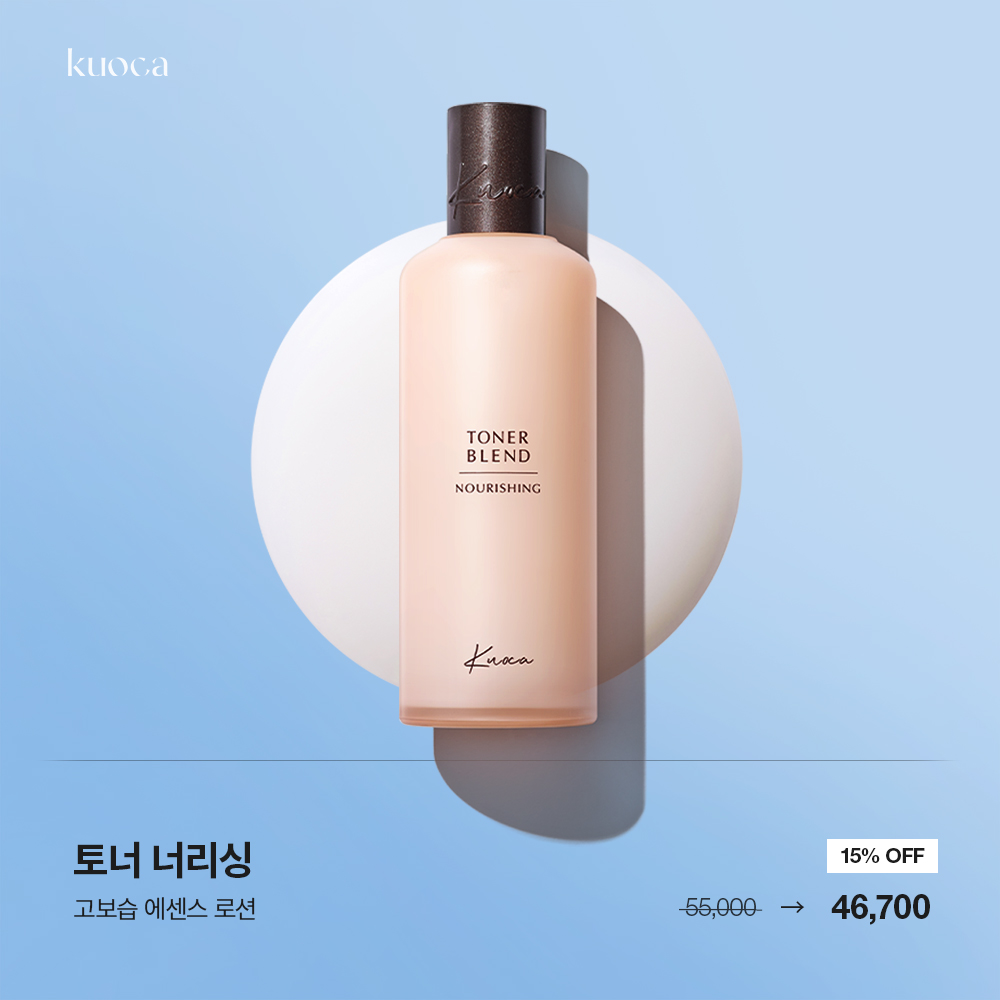 kuoca
TONER
BLEND
NOURISHING
Kuoca
토너 너리싱
고보습 에센스 로션
15% OFF
55,000 → 46,700